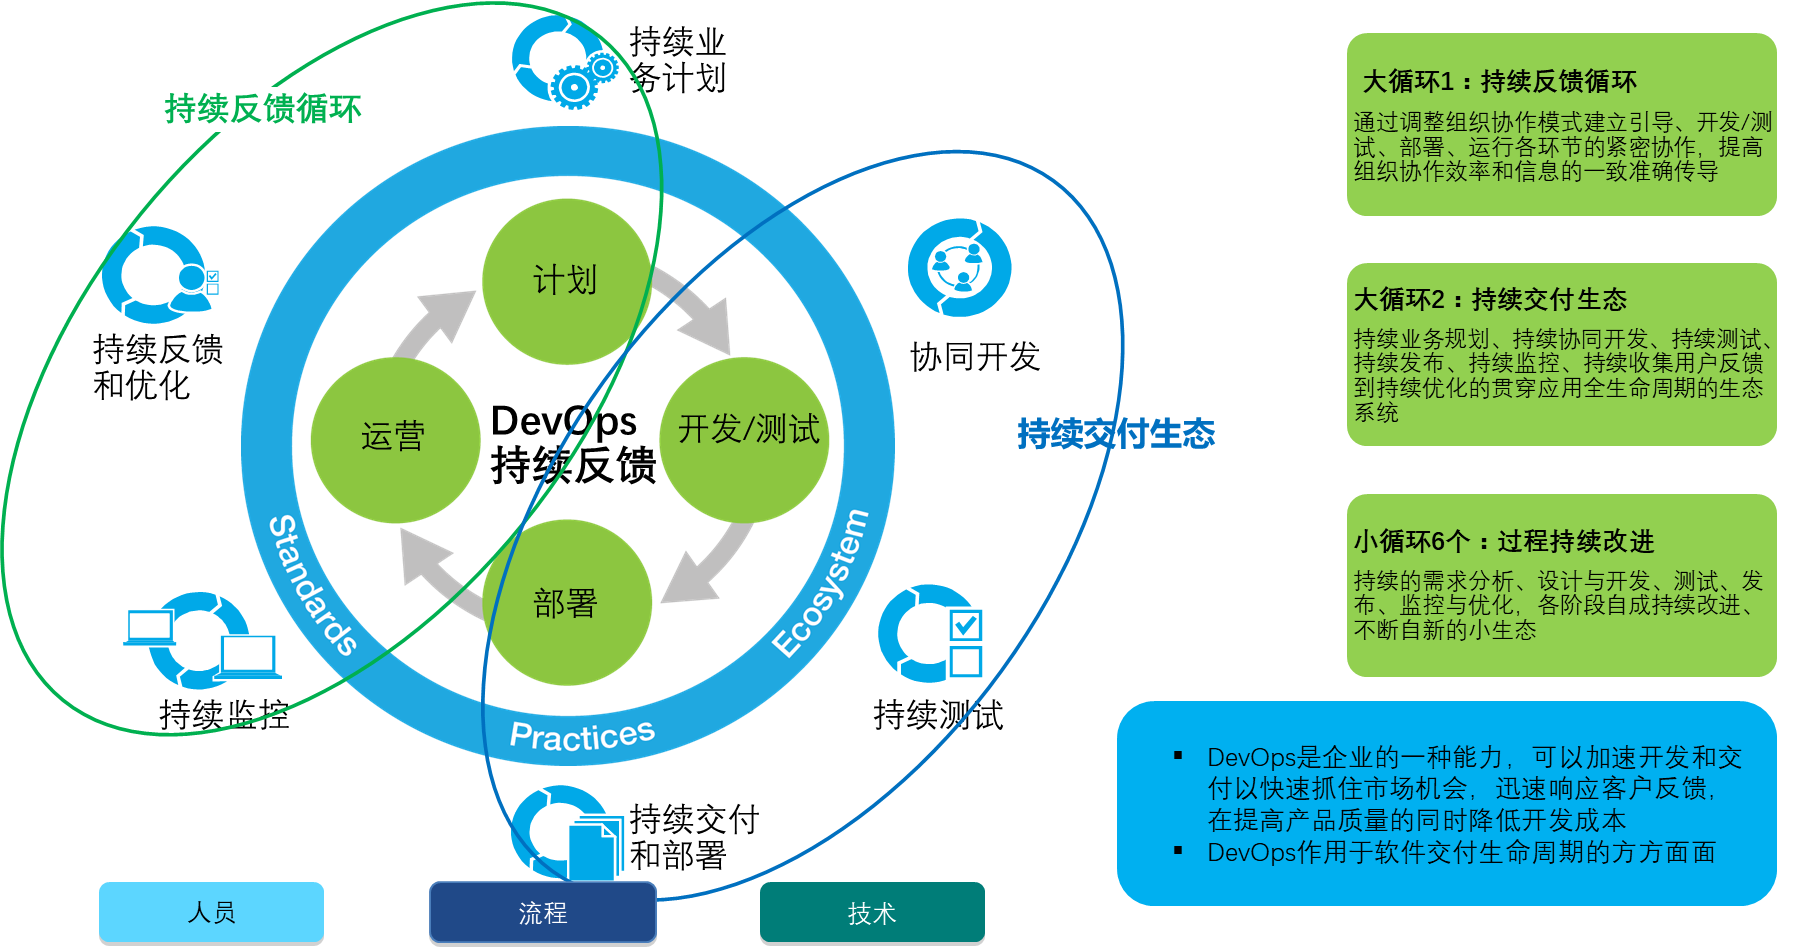 持续业
务计划
持续反馈循环
计划
持续反馈
和优化
协同开发
运营
DevOps
持续反馈
开发/测试
持续交付生态
部署
Standards
Practices
Ecosystem
持续监控
持续测试
持续交付
和部署
人员
流程
技术
大循环1：持续反馈循环
通过调整组织协作模式建立引导、开发/测
试、部署、运行各环节的紧密协作，提高
组织协作效率和信息的一致准确传导
大循环2：持续交付生态
持续业务规划、持续协同开发、持续测试、
持续发布、持续监控、持续收集用户反馈
到持续优化的贯穿应用全生命周期的生态
系统
小循环6个：过程持续改进
持续的需求分析、设计与开发、测试、发
布、监控与优化，各阶段自成持续改进、
不断自新的小生态
▪ DevOps是企业的一种能力，可以加速开发和交
付以快速抓住市场机会，迅速响应客户反馈，
在提高产品质量的同时降低开发成本
▪ DevOps作用于软件交付生命周期的方方面面